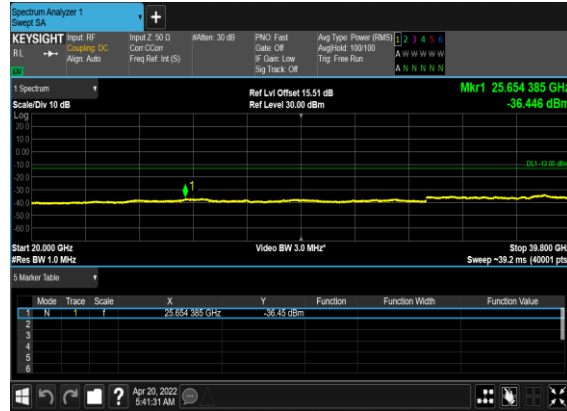 Spectrum Analyzer 1
Swept SA
+
KEYSIGHT Input: RF Input Z: 50 Ω #Atten: 30 dB PNO: Fast Avg Type: Power (RMS) 1 2 3 4 5 6
RL Coupling: DC Corr CCorr Gate: Off Avg|Hold: 100/100 A W W W W W
Align: Auto Freq Ref: Int (S) IF Gain: Low Trig: Free Run
Sig Track: Off A N N N N N
1 Spectrum Ref Lvl Offset 15.51 dB Mkr1 25.654 385 GHz
Scale/Div 10 dB Ref Level 30.00 dBm -36.446 dBm
Log
20.0
10.0
0.00
-10.0 DL1 -13.00 dBm
-20.0
-30.0 1
-40.0
-50.0
-60.0
Start 20.000 GHz Video BW 3.0 MHz* Stop 39.800 GHz
#Res BW 1.0 MHz Sweep ~39.2 ms (40001 pts)
5 Marker Table
Mode Trace Scale X Y Function Function Width Function Value
1 N 1 f 25.654 385 GHz -36.45 dBm
2
3
4
5
6
? Apr 20, 2022
5:41:31 AM